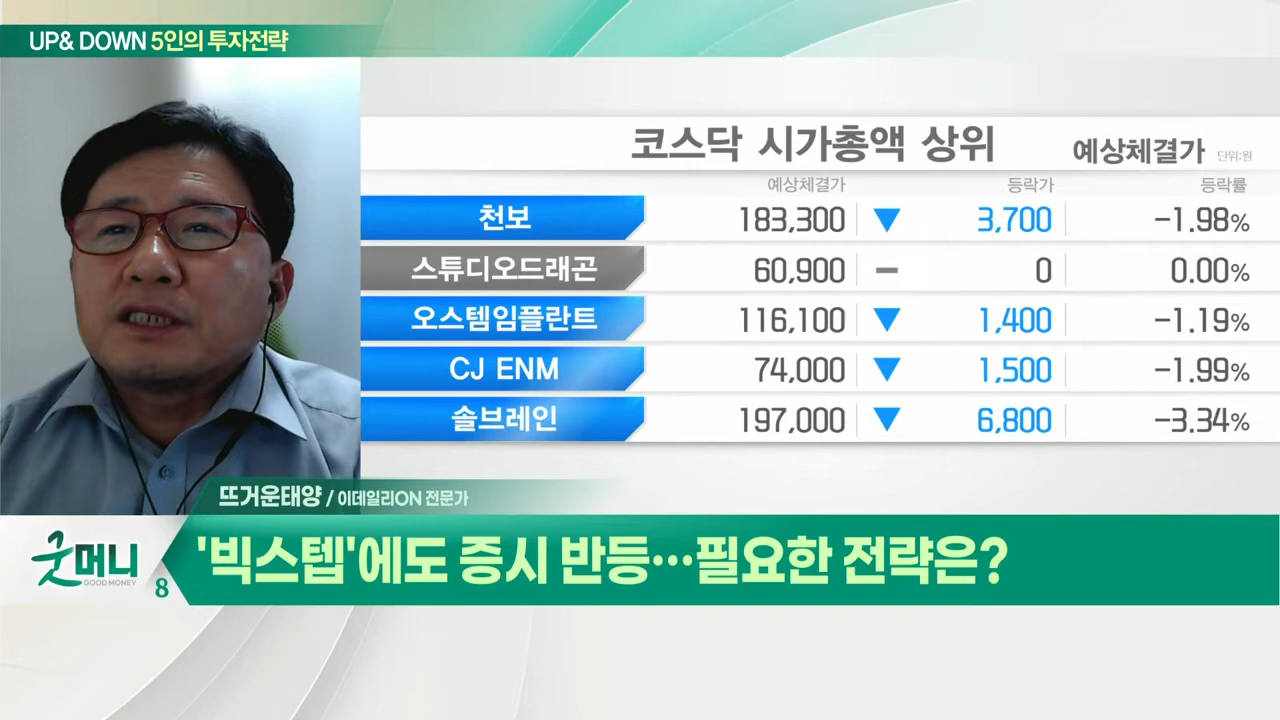 UP& DOWN 5인의 투자전략
코스닥 시가총액 상위 예상체결가 단위:원
예상체결가 등락가 등락률
천보 183,300 ▼ 3,700 -1.98%
스튜디오드래곤 60,900 - 0 0.00%
오스템임플란트 116,100 ▼ 1,400 -1.19%
CJ ENM 74,000 ▼ 1,500 -1.99%
솔브레인 197,000 ▼ 6,800 -3.34%
뜨거운태양 / 이데일리ON 전문가
굿머니 GOOD MONEY 8
'빅스텝'에도 증시 반등…필요한 전략은?